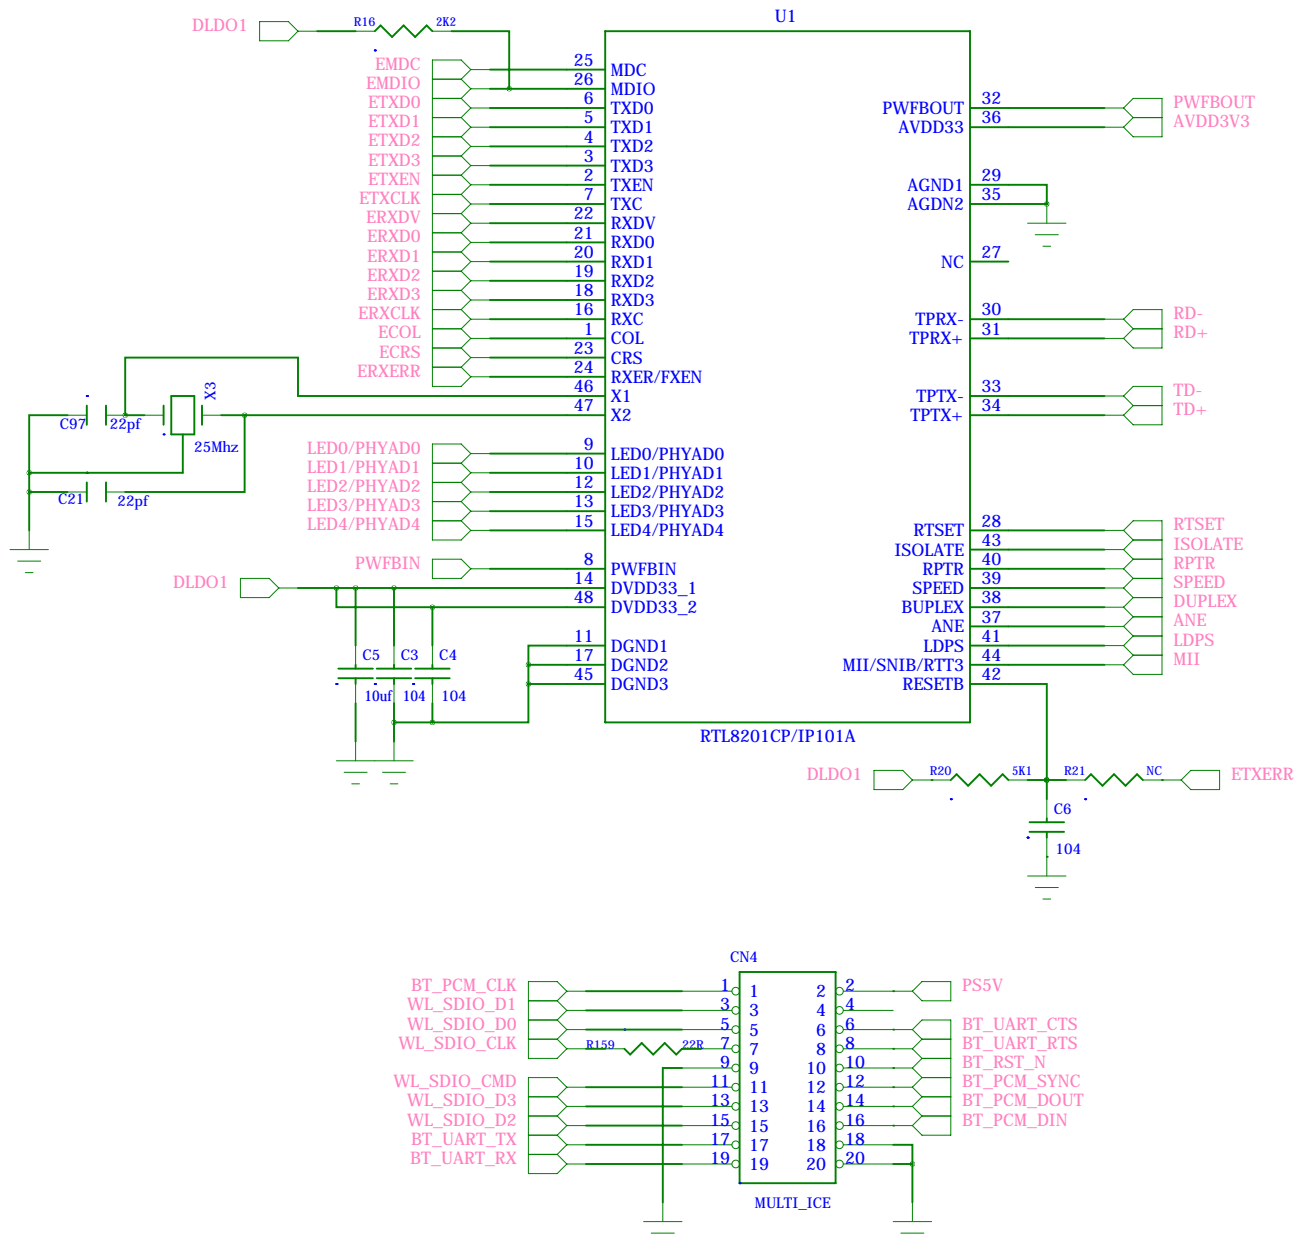 U1
DLDO1 R16 2K2
EMDC 25 MDC
EMDIO 26 MDIO
ETXD0 6 TXD0 PWFBOUT 32 PWFBOUT
ETXD1 5 TXD1 AVDD33 36 AVDD3V3
ETXD2 4 TXD2
ETXD3 3 TXD3
ETXEN 2 TXEN AGND1 29
ETXCLK 7 TXC AGDN2 35
ERXDV 22 RXDV
ERXD0 21 RXD0
ERXD1 20 RXD1 NC 27
ERXD2 19 RXD2
ERXD3 18 RXD3
ERXCLK 16 RXC TPRX- 30 RD-
ECOL 1 COL TPRX+ 31 RD+
ECRS 23 CRS
ERXERR 24 RXER/FXEN
46 X1 TPTX- 33 TD-
47 X2 TPTX+ 34 TD+
X3
C97 22pf
25Mhz
C21 22pf
LED0/PHYAD0 9 LED0/PHYAD0
LED1/PHYAD1 10 LED1/PHYAD1
LED2/PHYAD2 12 LED2/PHYAD2
LED3/PHYAD3 13 LED3/PHYAD3
LED4/PHYAD4 15 LED4/PHYAD4 RTSET 28 RTSET
ISOLATE 43 ISOLATE
PWFBIN 8 PWFBIN RPTR 40 RPTR
DLDO1 14 DVDD33_1 SPEED 39 SPEED
48 DVDD33_2 BUPLEX 38 DUPLEX
ANE 37 ANE
11 DGND1 LDPS 41 LDPS
17 DGND2 MII/SNIB/RTT3 44 MII
45 DGND3 RESETB 42
C5 C3 C4
10uf 104 104
RTL8201CP/IP101A
DLDO1 R20 5K1 R21 NC ETXERR
C6
104
CN4
BT_PCM_CLK 1 1 2 2 PS5V
WL_SDIO_D1 3 3 4 4
WL_SDIO_D0 5 5 6 6 BT_UART_CTS
WL_SDIO_CLK R159 22R 7 7 8 8 BT_UART_RTS
9 9 10 10 BT_RST_N
WL_SDIO_CMD 11 11 12 12 BT_PCM_SYNC
WL_SDIO_D3 13 13 14 14 BT_PCM_DOUT
WL_SDIO_D2 15 15 16 16 BT_PCM_DIN
BT_UART_TX 17 17 18 18
BT_UART_RX 19 19 20 20
MULTI_ICE